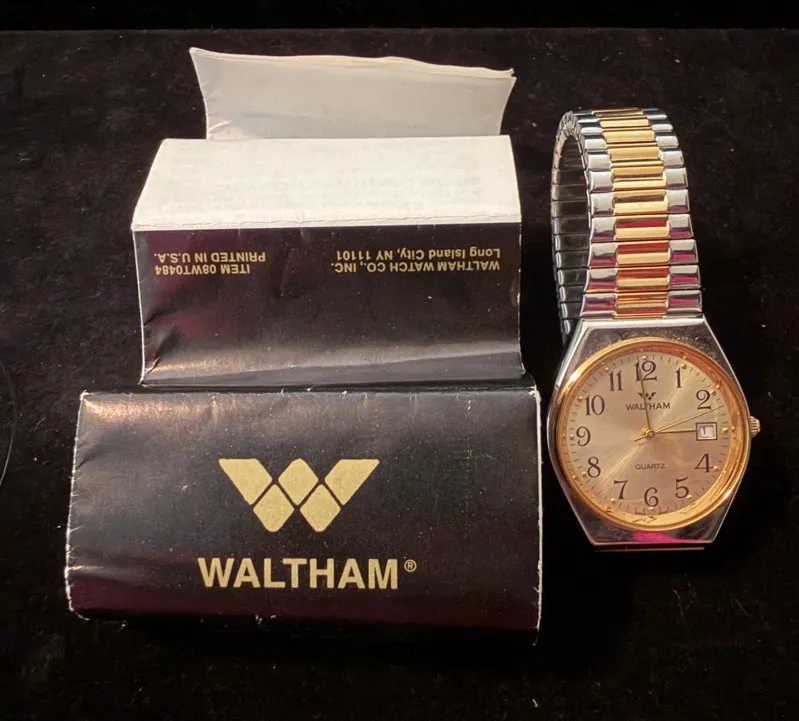 WALTHAM WATCH CO., INC.
Long Island City, NY 11101
ITEM 08WT0484
PRINTED IN U.S.A.
WALTHAM®
12
1
2
3
4
5
6
7
8
9
10
11
WALTHAM
1
QUARTZ